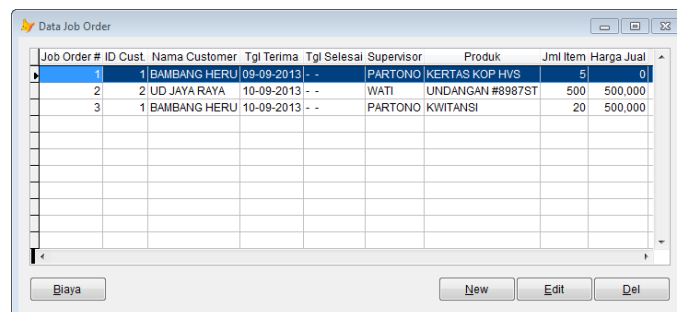 Data Job Order
Job Order # ID Cust. Nama Customer Tgl Terima Tgl Selesai Supervisor Produk Jml Item Harga Jual
1 1 BAMBANG HERU 09-09-2013 - - PARTONO KERTAS KOP HVS 5 0
2 2 UD JAYA RAYA 10-09-2013 - - WATI UNDANGAN #8987ST 500 500,000
3 1 BAMBANG HERU 10-09-2013 - - PARTONO KWITANSI 20 500,000
Biaya New Edit Del